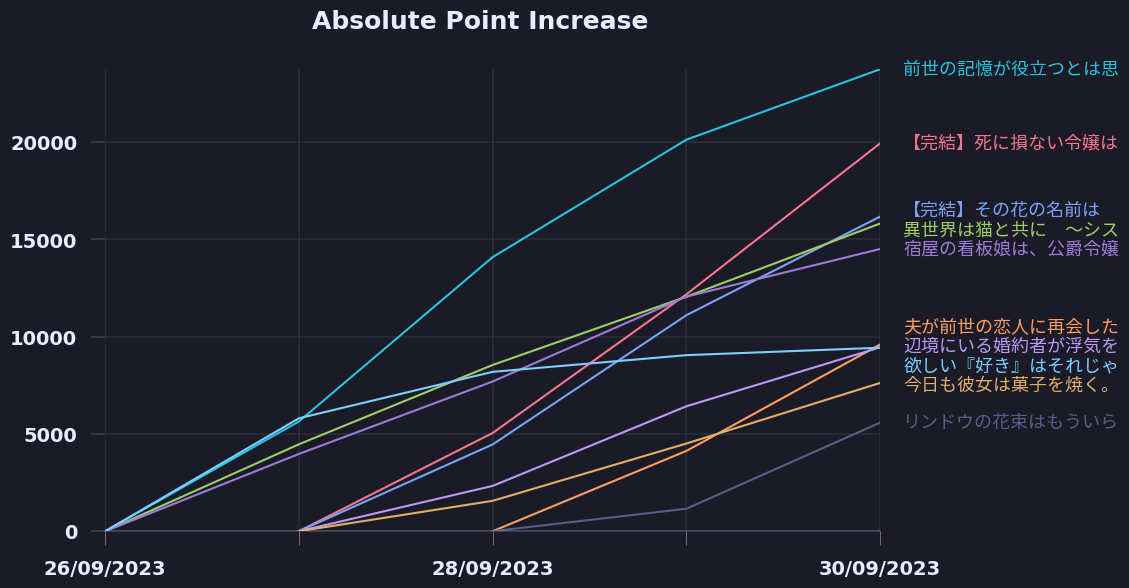 Absolute Point Increase
前世の記憶が役立つとは思
20000
【完結】死に損ない令嬢は
【完結】その花の名前は
15000
異世界は猫と共に　～シス
宿屋の看板娘は、公爵令嬢
10000
夫が前世の恋人に再会した
辺境にいる婚約者が浮気を
欲しい『好き』はそれじゃ
今日も彼女は菓子を焼く。
5000
リンドウの花束はもういら
0
26/09/2023
28/09/2023
30/09/2023